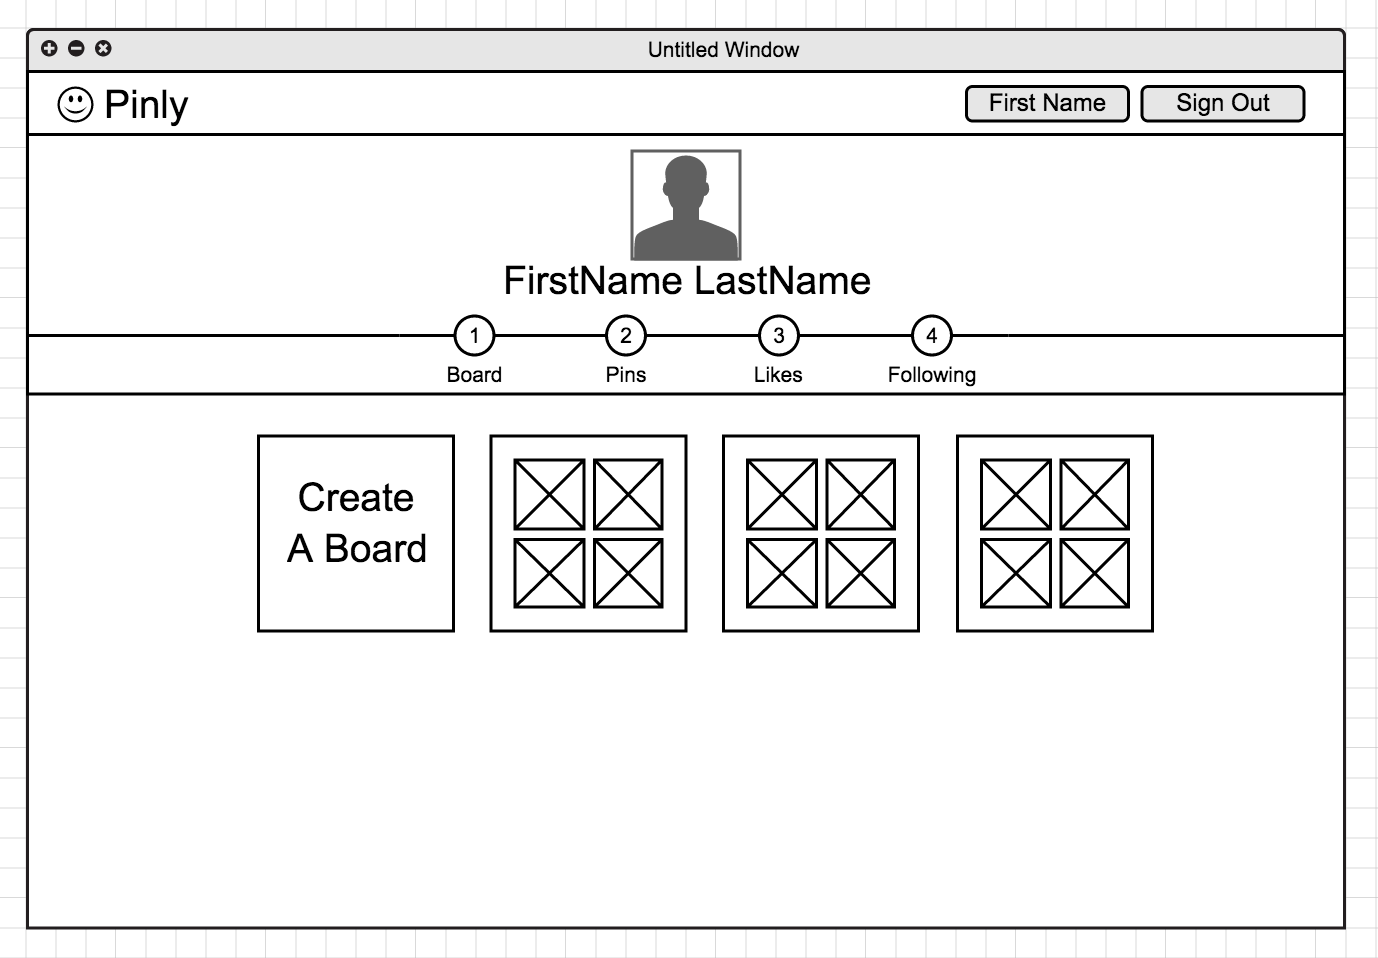 Untitled Window
Pinly
First Name
Sign Out
FirstName LastName
1
2
3
4
Board
Pins
Likes
Following
Create
A Board